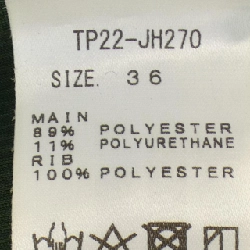 TP22-JH270
SIZE. 36
MAIN
89% POLYESTER
11% POLYURETHANE
RIB
100% POLYESTER